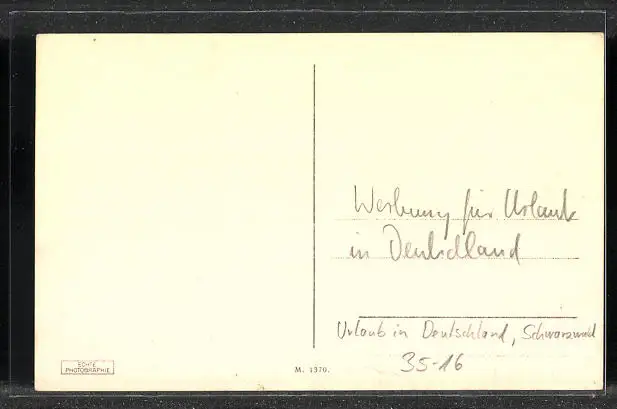 Werbung für Urlaub
in Deutschland
Urlaub in Deutschland, Schwarzwald
35-16
ECHTE
PHOTOGRAPHIE
M. 1370.